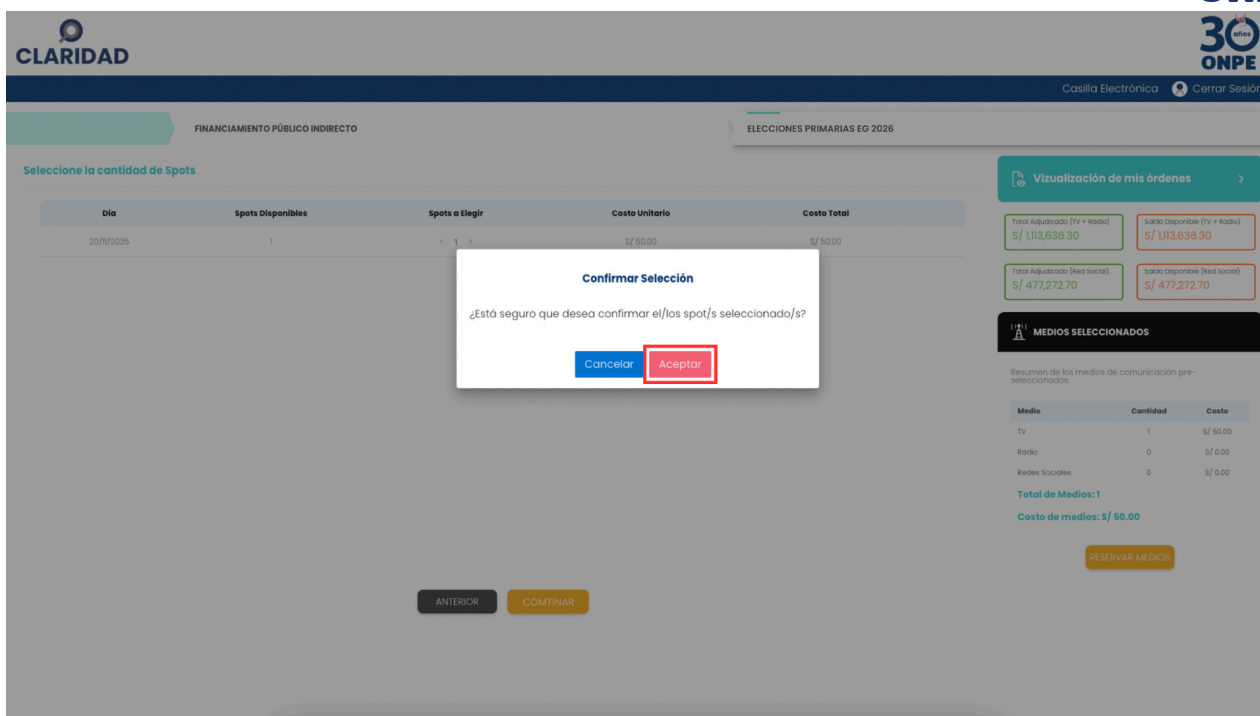 CLARIDAD
30 años
ONPE
Casilla Electrónica Cerrar Sesión
FINANCIAMIENTO PÚBLICO INDIRECTO
ELECCIONES PRIMARIAS EG 2026
Seleccione la cantidad de Spots
Día Spots Disponibles Spots a Elegir Costo Unitario Costo Total
20/11/2025 1 < 1 > S/ 50.00 S/ 50.00
Confirmar Selección
¿Está seguro que desea confirmar el/los spot/s seleccionado/s?
Cancelar Aceptar
ANTERIOR COMTINAR
Vizualización de mis órdenes >
Total Adjudicado (TV + Radio) Saldo Disponible (TV + Radio)
S/ 1,113,636.30 S/ 1,113,636.30
Total Adjudicado (Red Social) Saldo Disponible (Red Social)
S/ 477,272.70 S/ 477,272.70
MEDIOS SELECCIONADOS
Resumen de los medios de comunicación pre-
seleccionados.
Medio Cantidad Costo
TV 1 S/ 50.00
Radio 0 S/ 0.00
Redes Sociales 0 S/ 0.00
Total de Medios: 1
Costo de medios: S/ 50.00
RESERVAR MEDIOS